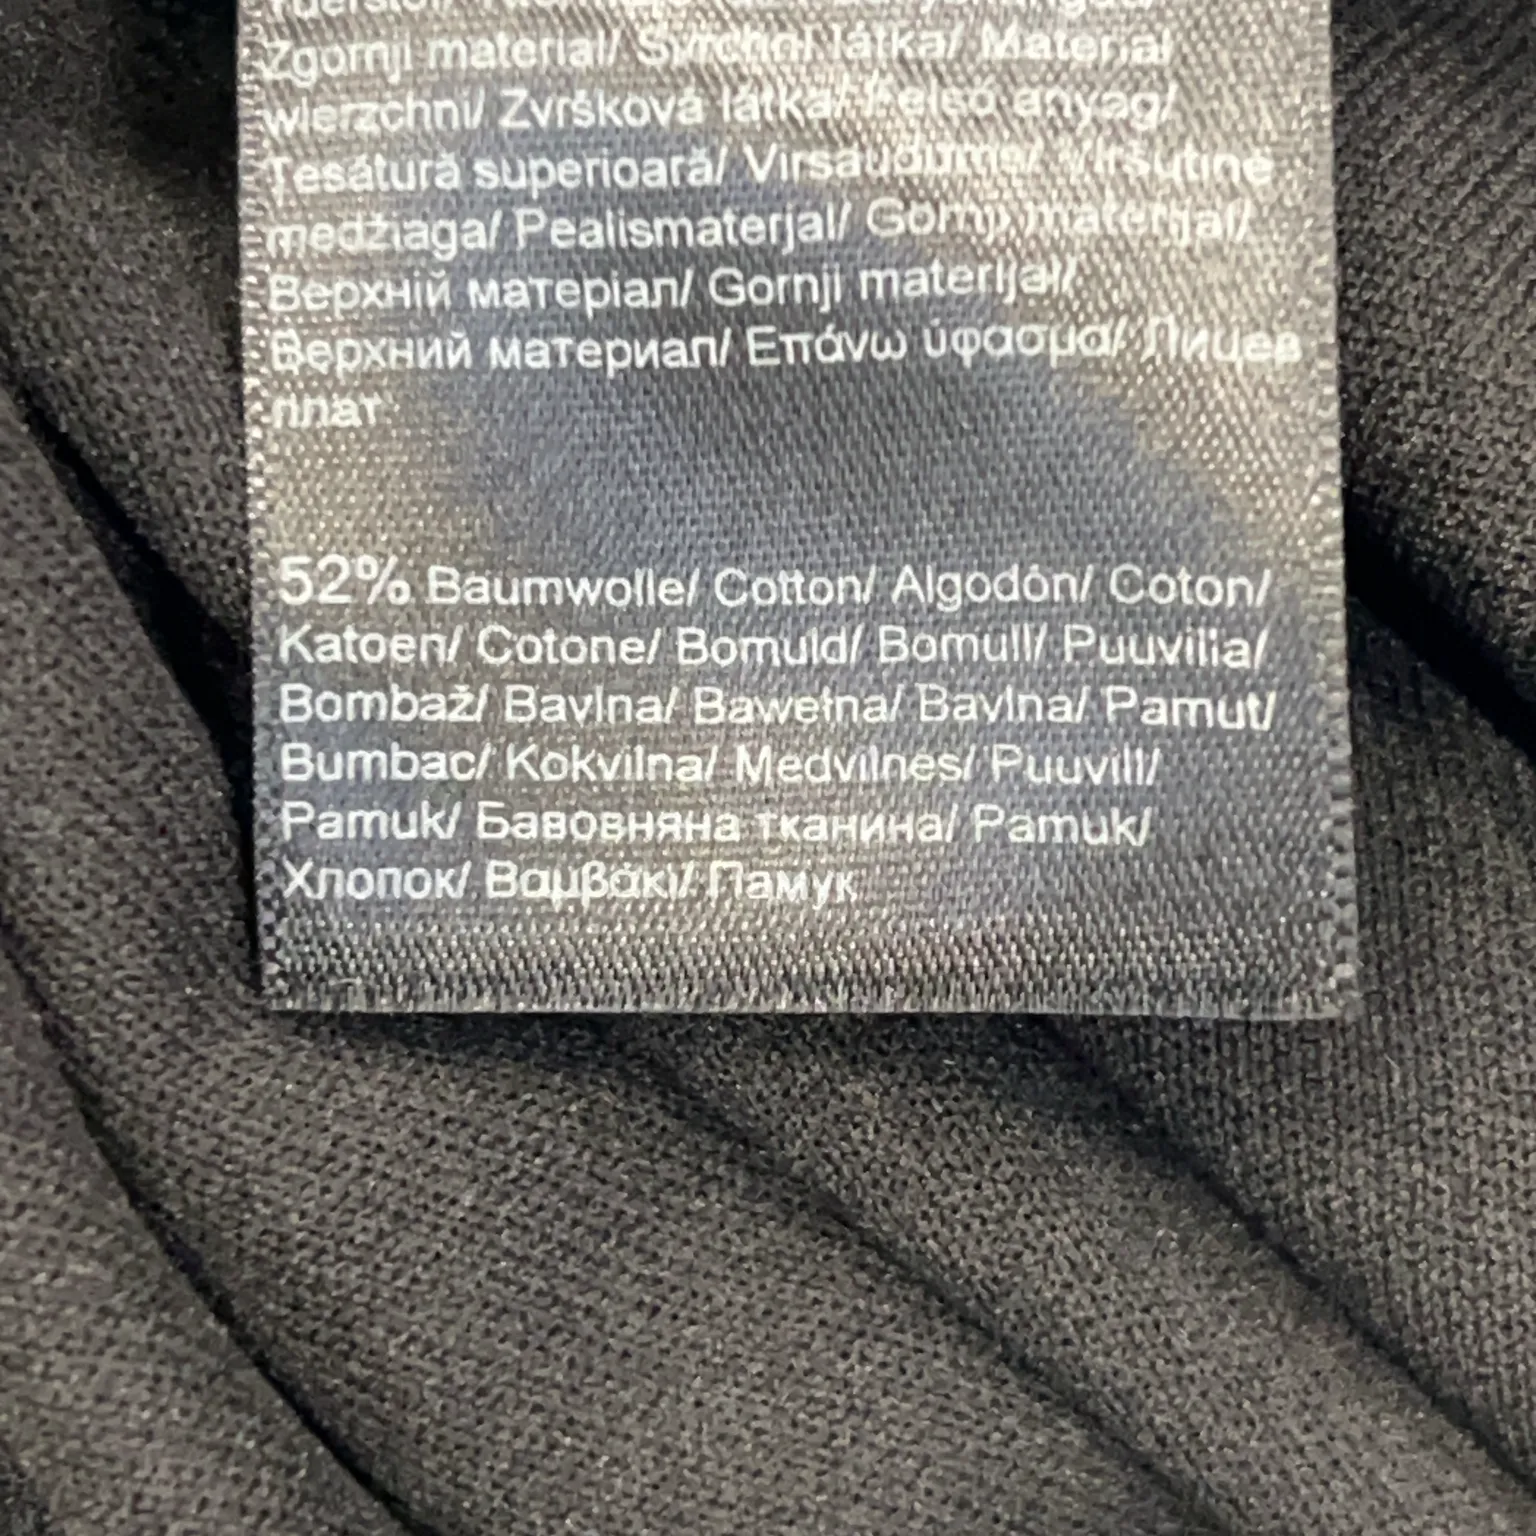 Zgornji material/ Svrchní látka/ Materiał
wierzchni/ Zvršková látka/ Felső anyag/
Tesătură superioară/ Virsaudums/ Viršutinė
medžiaga/ Pealismaterjal/ Gornji materijal/
Верхній матеріал/ Gornji materijal/
Верхний материал/ Επάνω ύφασμα/ Лицев
плат
52% Baumwolle/ Cotton/ Algodón/ Coton/
Katoen/ Cotone/ Bomuld/ Bomull/ Puuvilla/
Bombaž/ Bavlna/ Bawełna/ Bavlna/ Pamut/
Bumbac/ Kokvilna/ Medvilnės/ Puuvill/
Pamuk/ Бавовняна тканина/ Pamuk/
Хлопок/ Βαμβάκι/ Памук